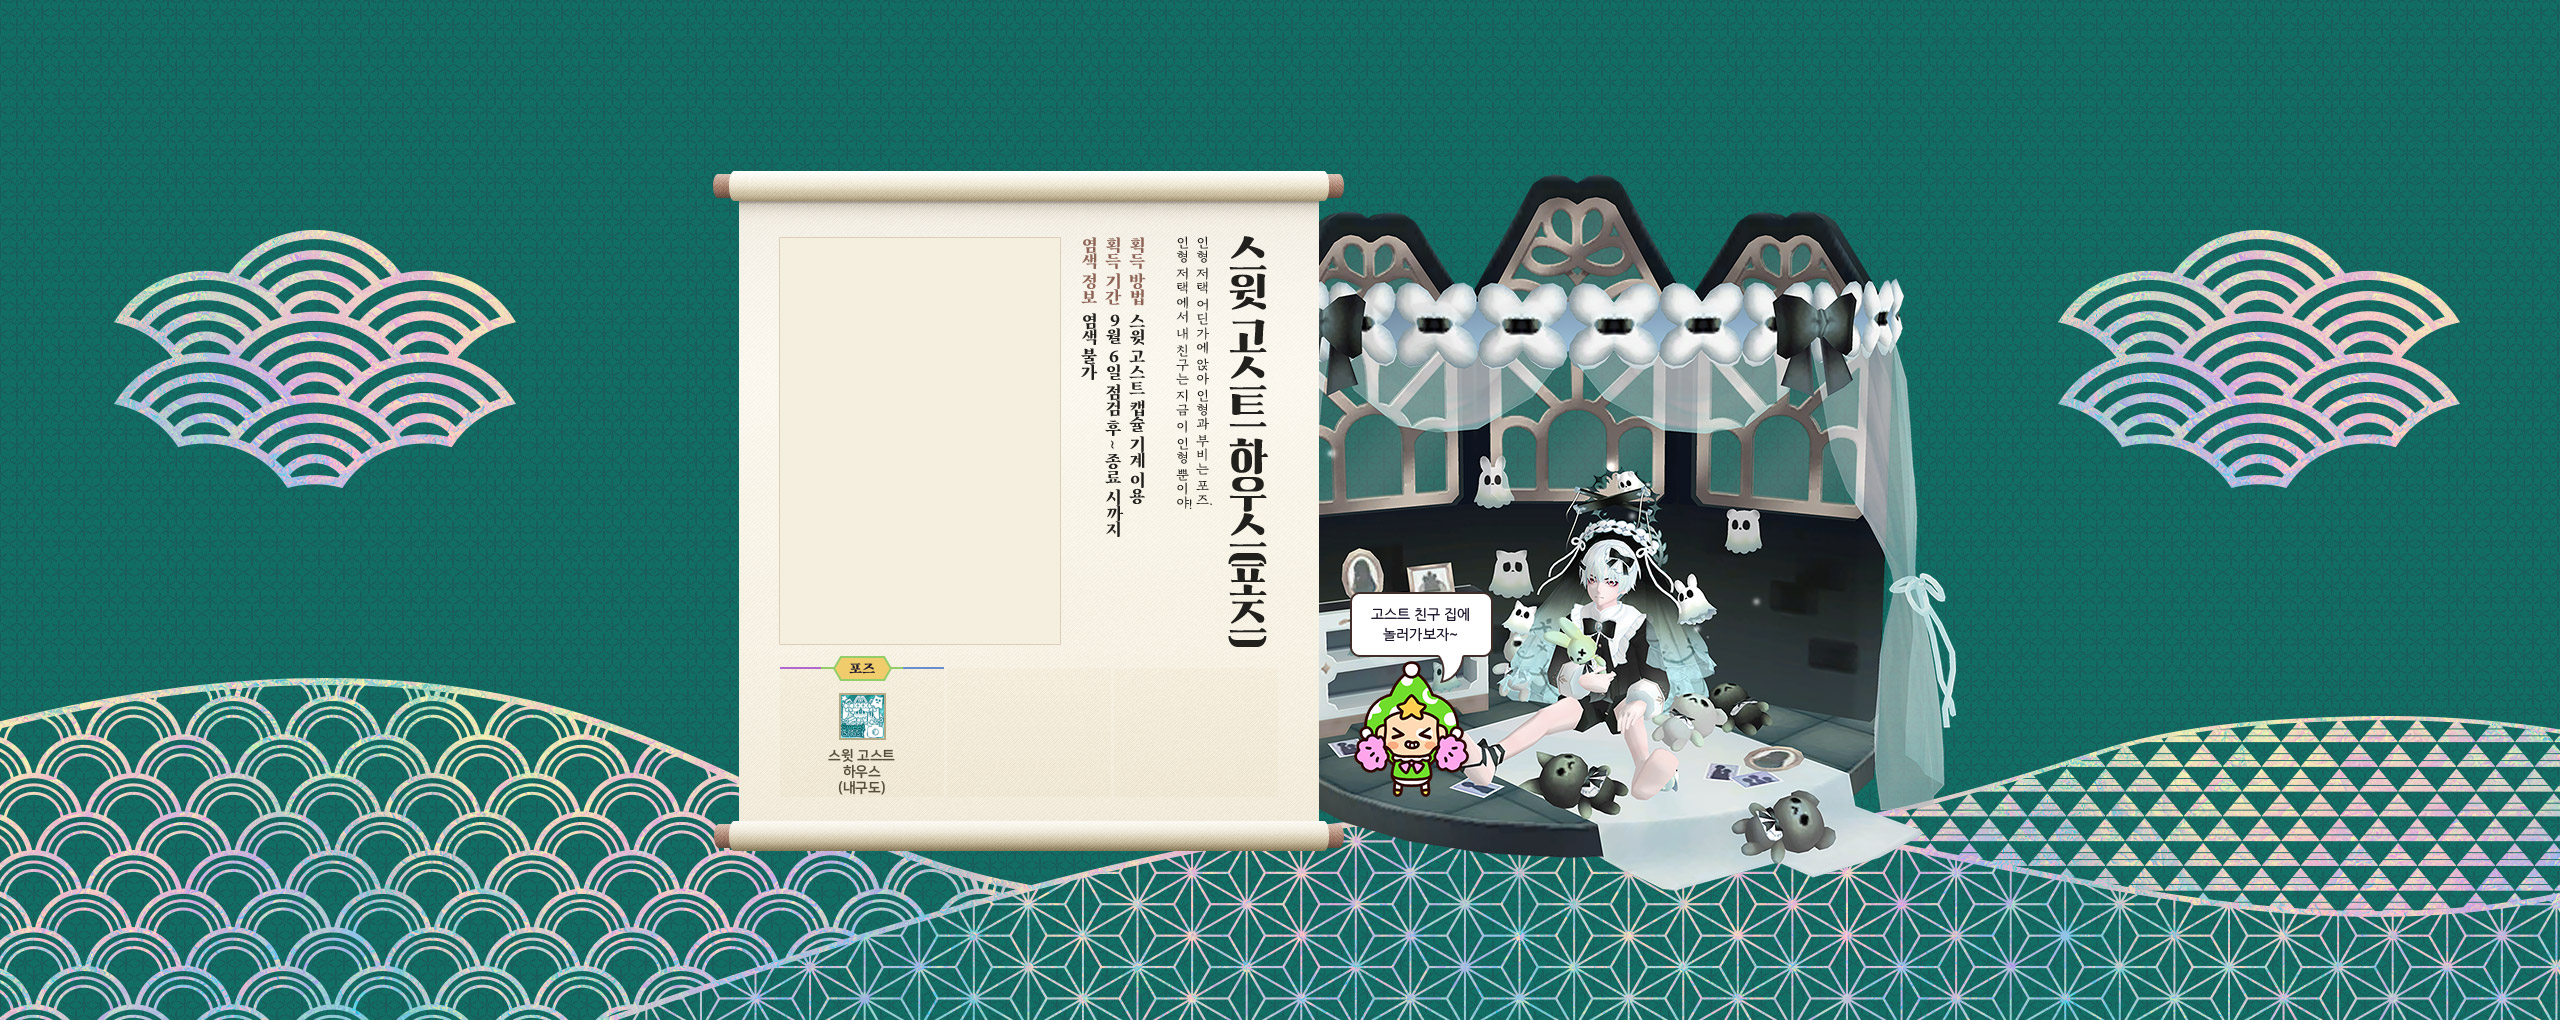 스윗 고스트 하우스(포즈)
인형 저택 어딘가에 앉아 인형과 부비는 포즈.
인형 저택에서 내 친구는 지금 이 인형 뿐이야!
획득 방법 스윗 고스트 캡슐 기계 이용
획득 기간 9월 6일 점검 후~종료 시까지
염색 정보 염색 불가
포즈
스윗 고스트
하우스
(내구도)
고스트 친구 집에
놀러가보자~